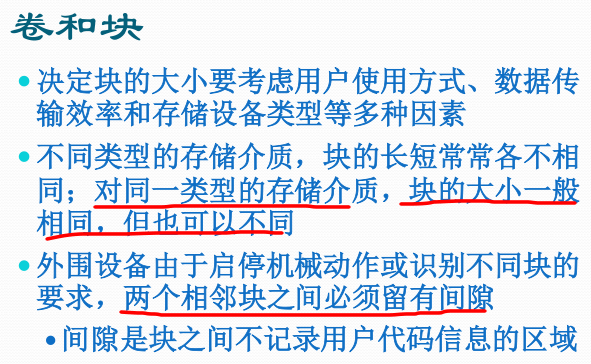 卷和块
决定块的大小要考虑用户使用方式、数据传
输效率和存储设备类型等多种因素
不同类型的存储介质，块的长短常常各不相
同；对同一类型的存储介质，块的大小一般
相同，但也可以不同
外围设备由于启停机械动作或识别不同块的
要求，两个相邻块之间必须留有间隙
间隙是块之间不记录用户代码信息的区域